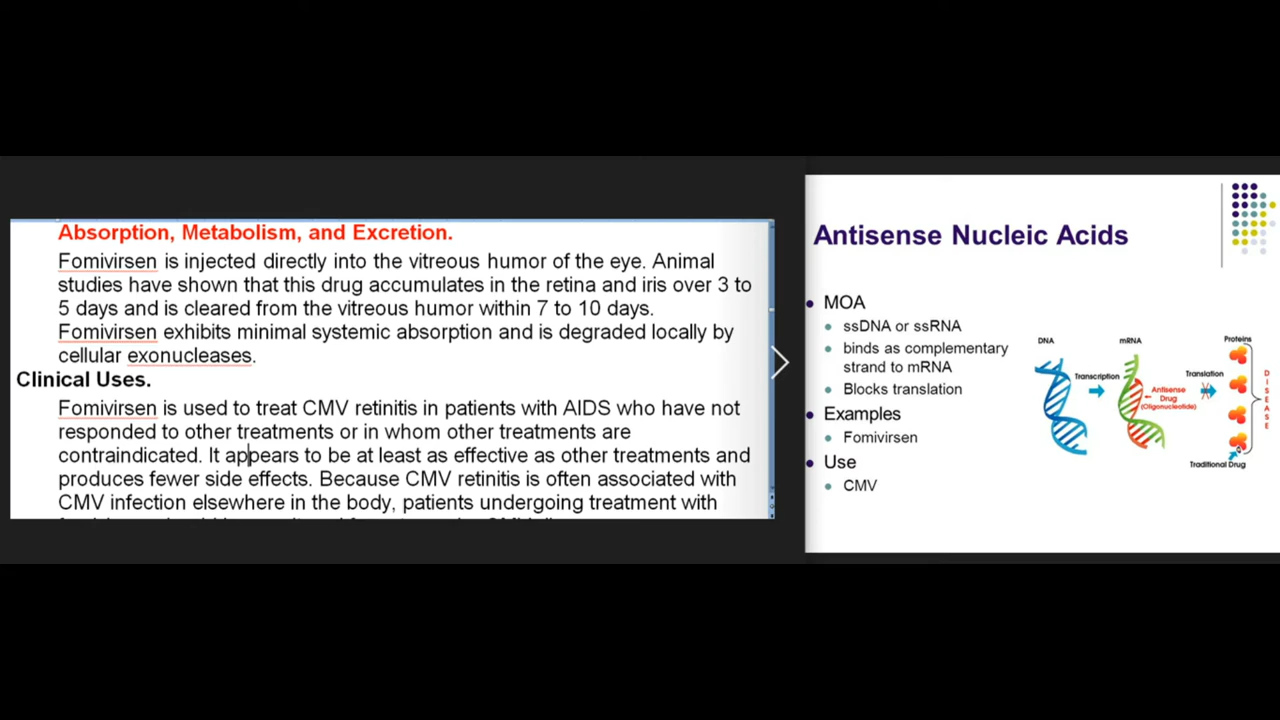 Absorption, Metabolism, and Excretion.
Fomivirsen is injected directly into the vitreous humor of the eye. Animal
studies have shown that this drug accumulates in the retina and iris over 3 to
5 days and is cleared from the vitreous humor within 7 to 10 days.
Fomivirsen exhibits minimal systemic absorption and is degraded locally by
cellular exonucleases.
Clinical Uses.
Fomivirsen is used to treat CMV retinitis in patients with AIDS who have not
responded to other treatments or in whom other treatments are
contraindicated. It appears to be at least as effective as other treatments and
produces fewer side effects. Because CMV retinitis is often associated with
CMV infection elsewhere in the body, patients undergoing treatment with
Antisense Nucleic Acids
MOA
ssDNA or ssRNA
binds as complementary
strand to mRNA
Blocks translation
Examples
Fomivirsen
Use
CMV
DNA
mRNA
Proteins
Transcription
Translation
Antisense
Drug
(Oligonucleotide)
Traditional Drug
DISEASE